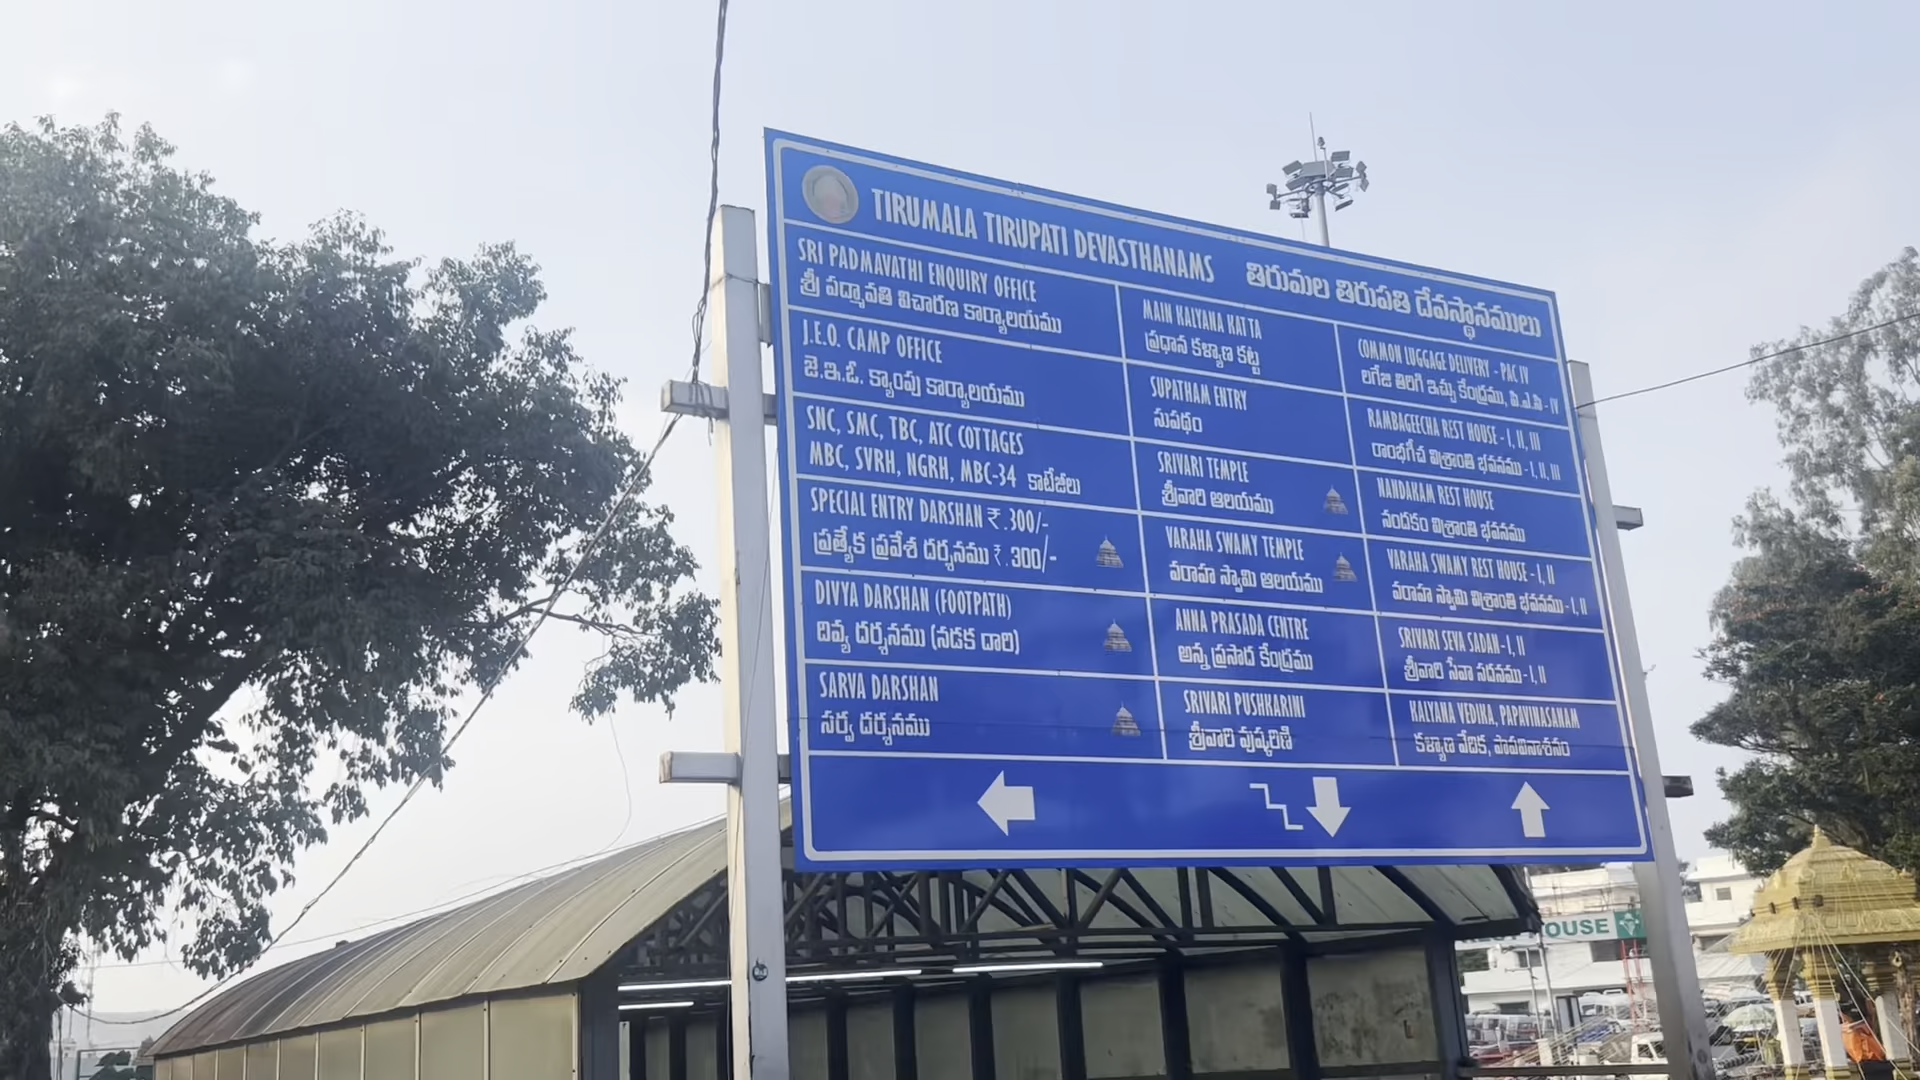 TIRUMALA TIRUPATI DEVASTHANAMS తిరుమల తిరుపతి దేవస్థానములు
SRI PADMAVATHI ENQUIRY OFFICE
శ్రీ పద్మావతి విచారణ కార్యాలయము
J.E.O. CAMP OFFICE
జె.ఇ.ఓ. క్యాంపు కార్యాలయము
SNC, SMC, TBC, ATC COTTAGES
MBC, SVRH, NGRH, MBC-34 కాటేజీలు
SPECIAL ENTRY DARSHAN ₹.300/-
ప్రత్యేక ప్రవేశ దర్శనము ₹.300/-
DIVYA DARSHAN (FOOTPATH)
దివ్య దర్శనము (నడక దారి)
SARVA DARSHAN
సర్వ దర్శనము
MAIN KALYANA KATTA
ప్రధాన కళ్యాణ కట్ట
SUPATHAM ENTRY
సుపథం
SRIVARI TEMPLE
శ్రీవారి ఆలయము
VARAHA SWAMY TEMPLE
వరాహ స్వామి ఆలయము
ANNA PRASADA CENTRE
అన్న ప్రసాద కేంద్రము
SRIVARI PUSHKARINI
శ్రీవారి పుష్కరిణి
COMMON LUGGAGE DELIVERY - PAC IV
లగేజి తిరిగి ఇచ్చు కేంద్రము, పి.ఎ.సి - IV
RAMBAGEECHA REST HOUSE - I, II, III
రాంభగీచ విశ్రాంతి భవనము - I, II, III
NANDAKAM REST HOUSE
నందకం విశ్రాంతి భవనము
VARAHA SWAMY REST HOUSE - I, II
వరాహ స్వామి విశ్రాంతి భవనము - I, II
SRIVARI SEVA SADAN - I, II
శ్రీవారి సేవా సదనము - I, II
KALYANA VEDIKA, PAPAVINASANAM
కళ్యాణ వేదిక, పాపవినాశనం
OUSE